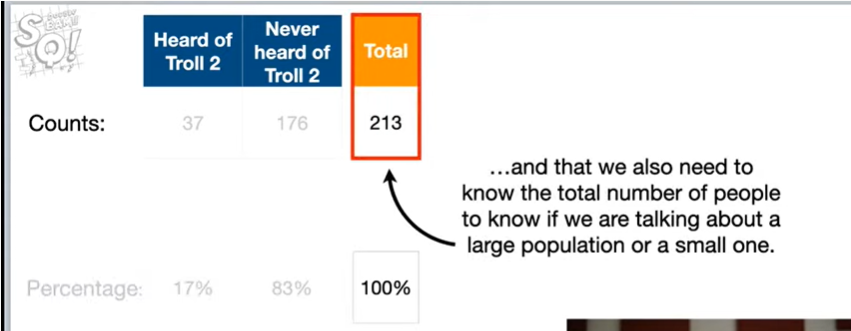 SQ!
Heard of
Troll 2
Never
heard of
Troll 2
Total
Counts:
37
176
213
…and that we also need to
know the total number of people
to know if we are talking about a
large population or a small one.
Percentage:
17%
83%
100%